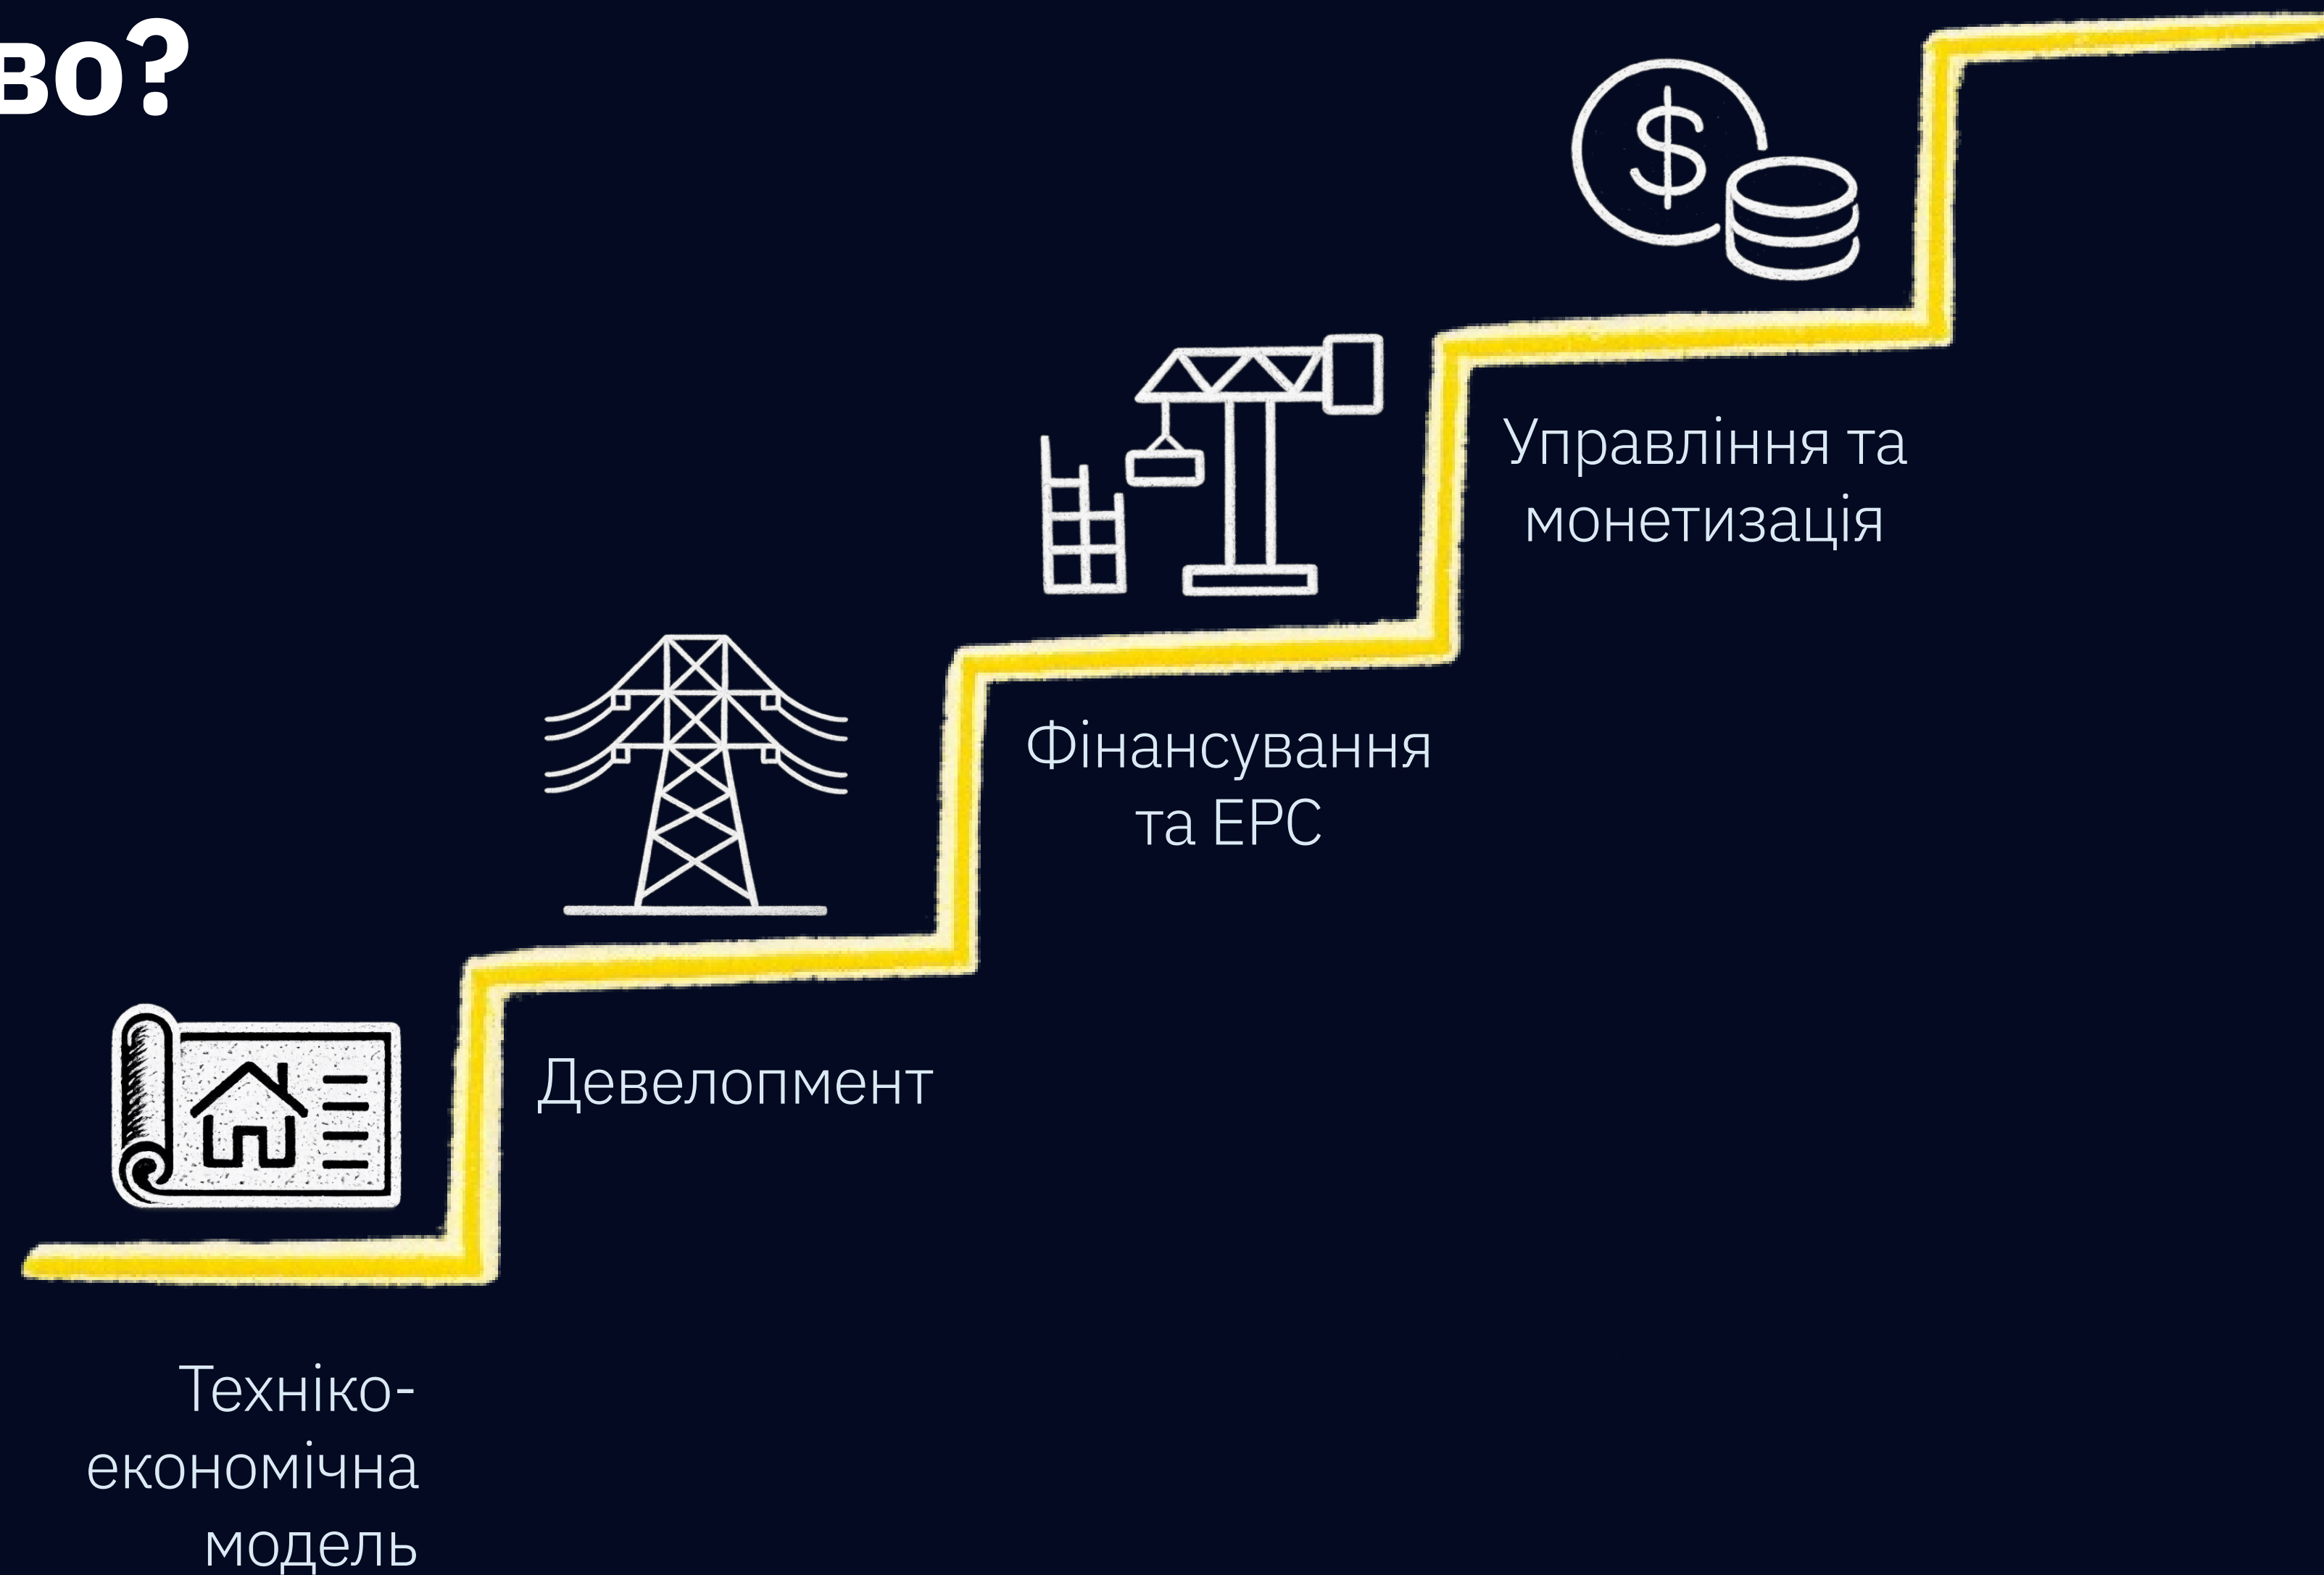 во?
Управління та
монетизація
Фінансування
та EPC
Девелопмент
Техніко-
економічна
модель